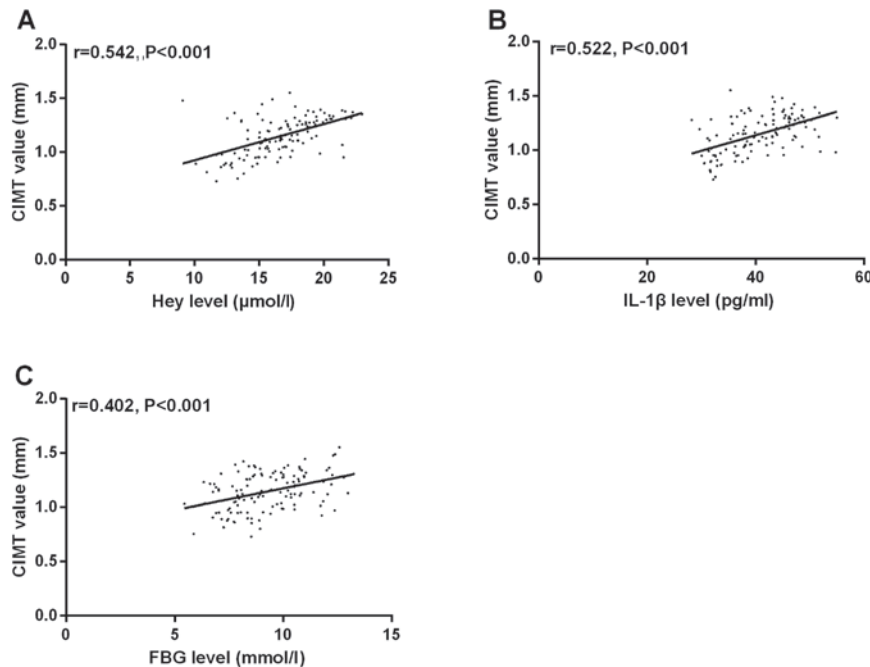 A
r=0.542,,P<0.001
2.0
1.5
1.0
0.5
0.0
CIMT value (mm)
0 5 10 15 20 25
Hey level (μmol/l)
B
r=0.522, P<0.001
2.0
1.5
1.0
0.5
0.0
CIMT value (mm)
0 20 40 60
IL-1β level (pg/ml)
C
r=0.402, P<0.001
2.0
1.5
1.0
0.5
0.0
CIMT value (mm)
0 5 10 15
FBG level (mmol/l)